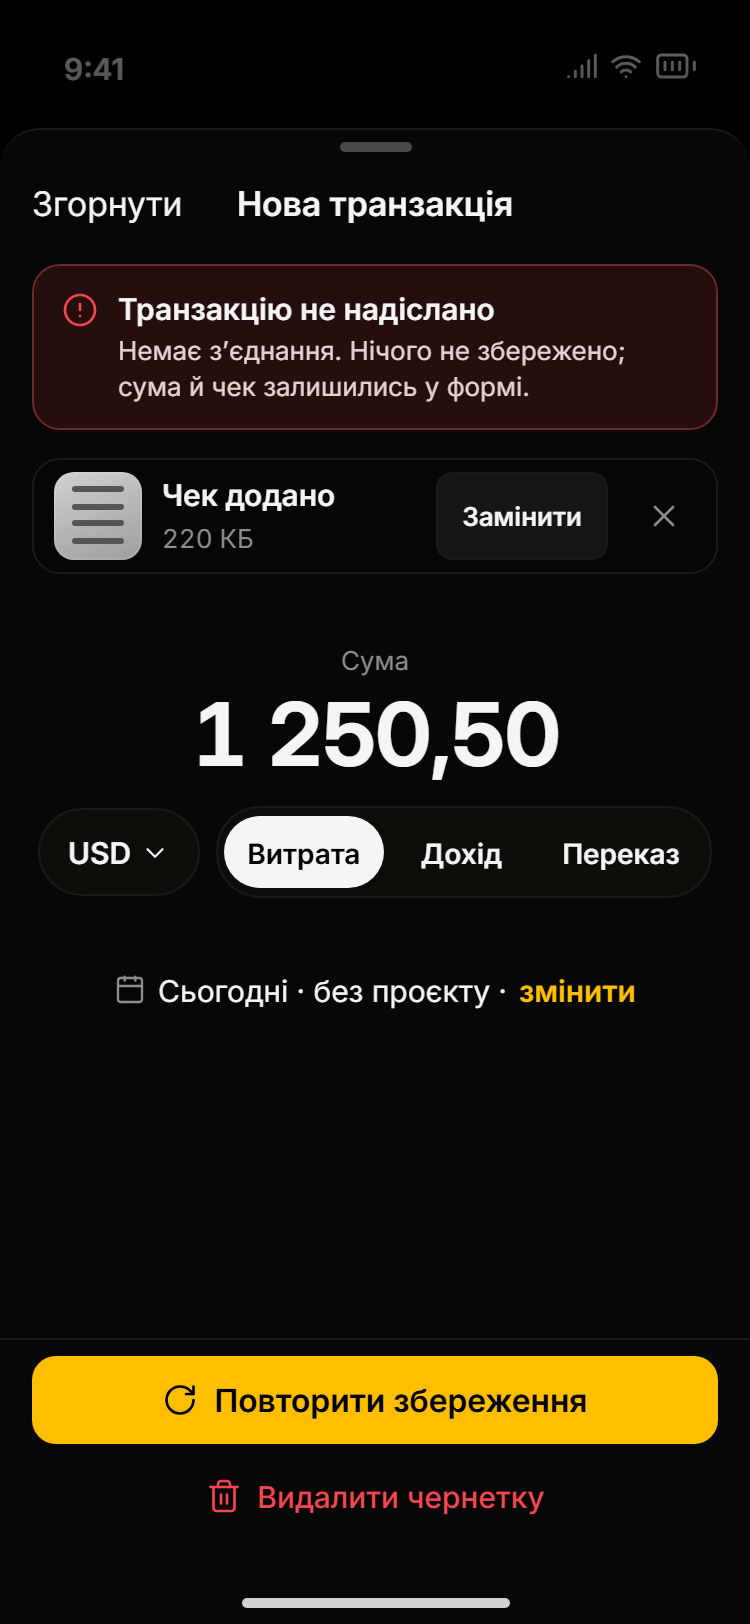 9:41
Згорнути
Нова транзакція
Транзакцію не надіслано
Немає зʼєднання. Нічого не збережено;
сума й чек залишились у формі.
Чек додано
220 КБ
Замінити
Сума
1 250,50
USD
Витрата
Дохід
Переказ
Сьогодні · без проєкту · змінити
Повторити збереження
Видалити чернетку